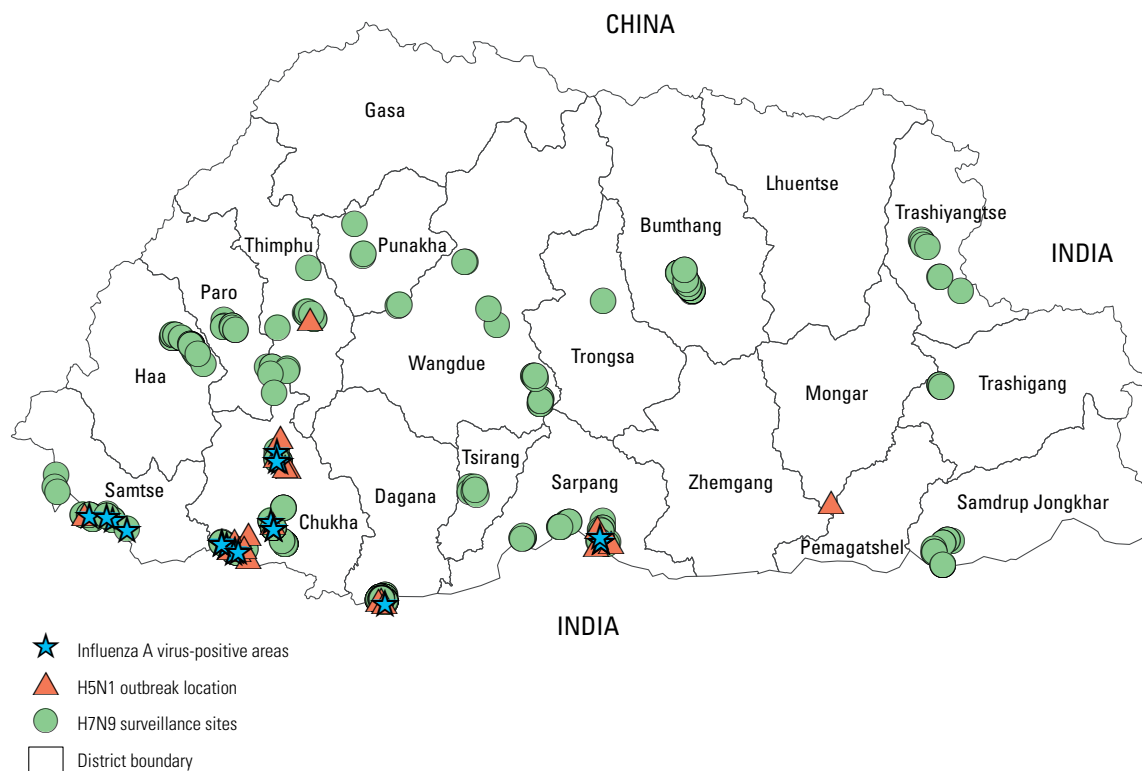 CHINA
Gasa
Lhuentse
Trashiyangtse
Bumthang
Thimphu
Punakha
INDIA
Paro
Wangdue
Trongsa
Haa
Mongar
Trashigang
Tsirang
Samtse
Sarpang
Zhemgang
Dagana
Samdrup Jongkhar
Chukha
Pemagatshel
INDIA
Influenza A virus-positive areas
H5N1 outbreak location
H7N9 surveillance sites
District boundary